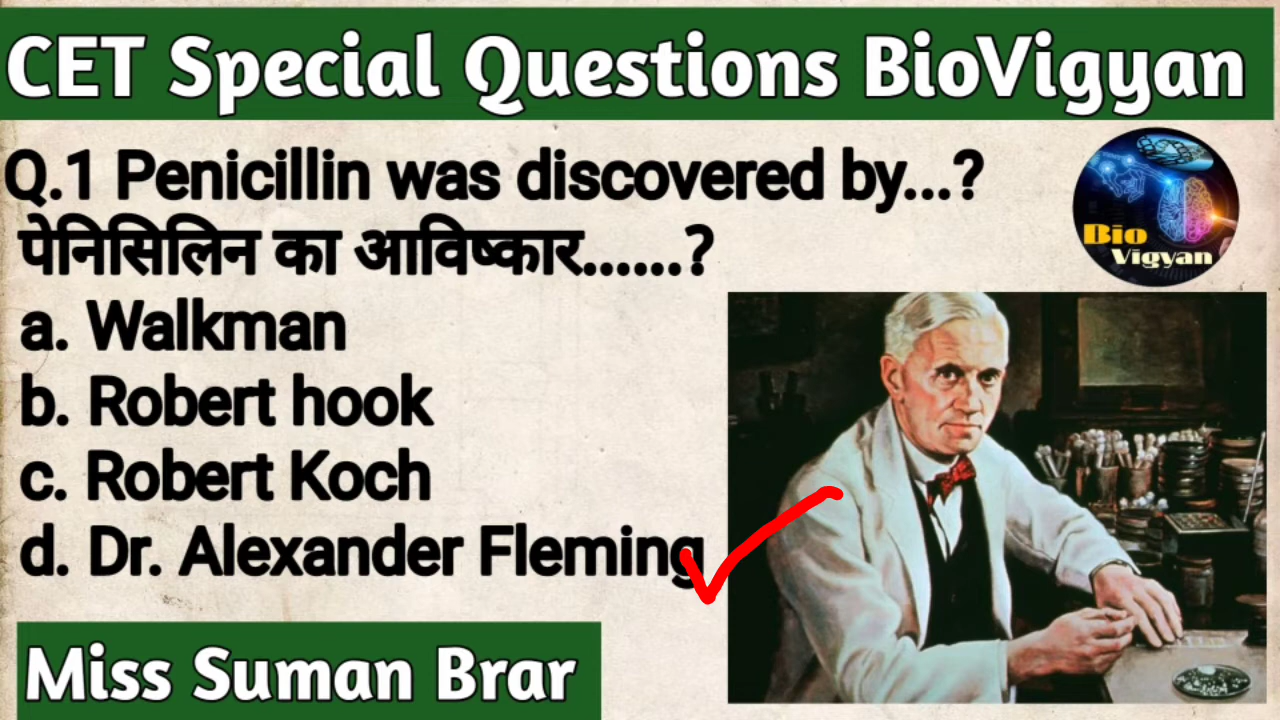 CET Special Questions BioVigyan
Q.1 Penicillin was discovered by...?
पेनिसिलिन का आविष्कार......?
Bio
Vigyan
a. Walkman
b. Robert hook
c. Robert Koch
d. Dr. Alexander Fleming
Miss Suman Brar